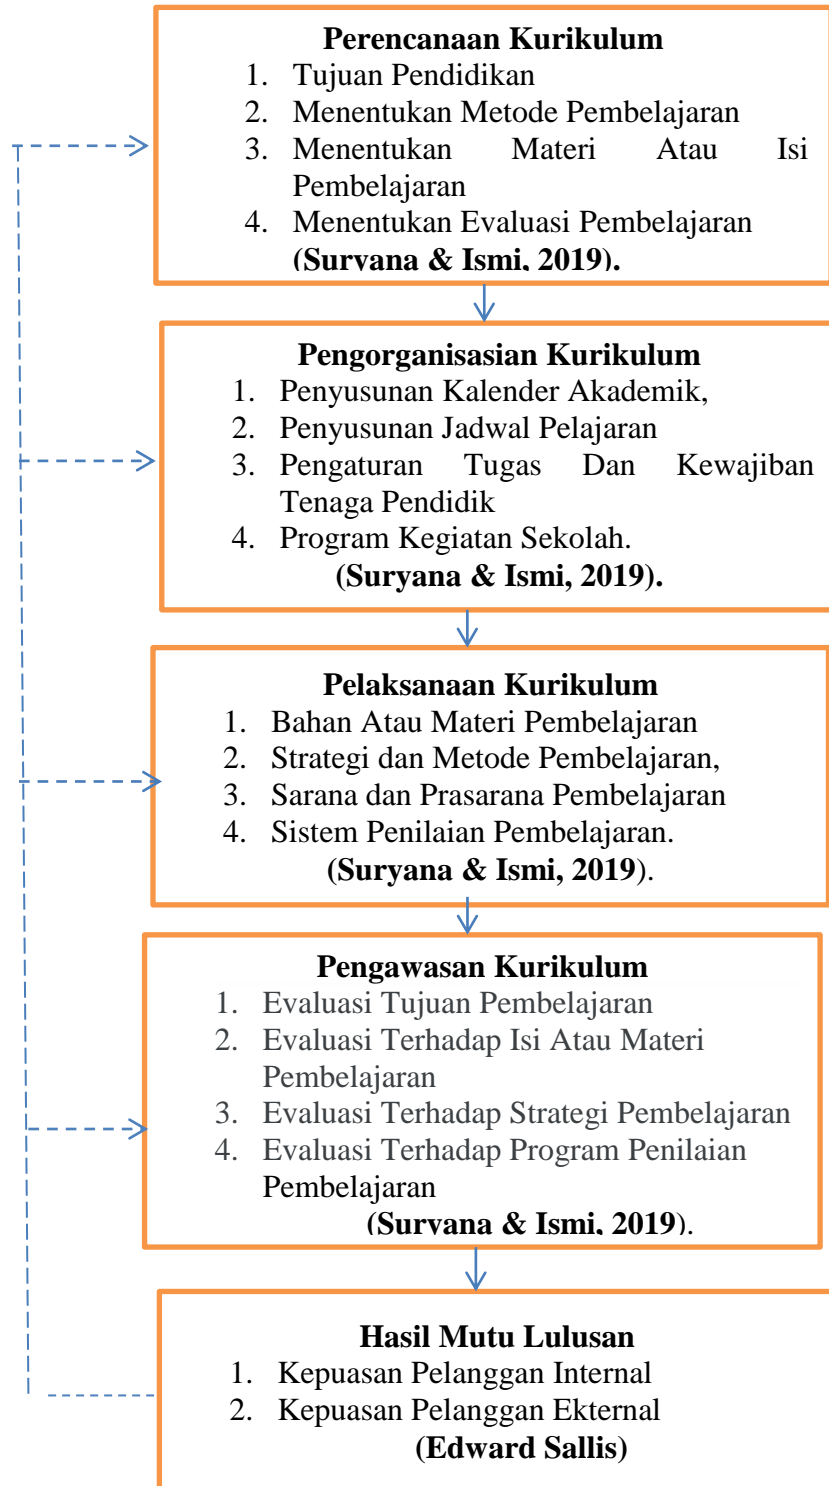 Perencanaan Kurikulum
1. Tujuan Pendidikan
2. Menentukan Metode Pembelajaran
3. Menentukan Materi Atau Isi
Pembelajaran
4. Menentukan Evaluasi Pembelajaran
(Suryana & Ismi, 2019).
Pengorganisasian Kurikulum
1. Penyusunan Kalender Akademik,
2. Penyusunan Jadwal Pelajaran
3. Pengaturan Tugas Dan Kewajiban
Tenaga Pendidik
4. Program Kegiatan Sekolah.
(Suryana & Ismi, 2019).
Pelaksanaan Kurikulum
1. Bahan Atau Materi Pembelajaran
2. Strategi dan Metode Pembelajaran,
3. Sarana dan Prasarana Pembelajaran
4. Sistem Penilaian Pembelajaran.
(Suryana & Ismi, 2019).
Pengawasan Kurikulum
1. Evaluasi Tujuan Pembelajaran
2. Evaluasi Terhadap Isi Atau Materi
Pembelajaran
3. Evaluasi Terhadap Strategi Pembelajaran
4. Evaluasi Terhadap Program Penilaian
Pembelajaran
(Suryana & Ismi, 2019).
Hasil Mutu Lulusan
1. Kepuasan Pelanggan Internal
2. Kepuasan Pelanggan Ekternal
(Edward Sallis)